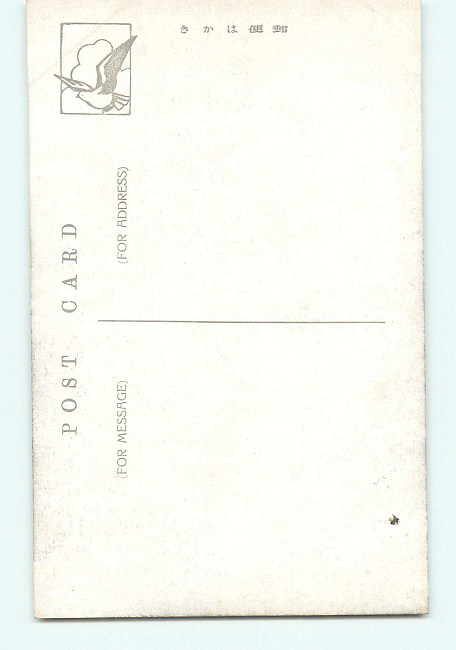 きかは便郵
POST CARD
(FOR ADDRESS)
(FOR MESSAGE)